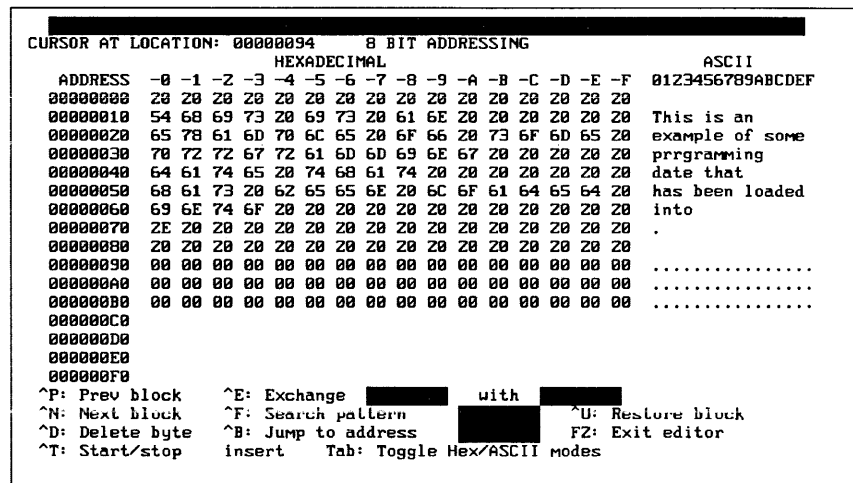 CURSOR AT LOCATION: 00000094 8 BIT ADDRESSING
HEXADECIMAL ASCII
ADDRESS -0 -1 -2 -3 -4 -5 -6 -7 -8 -9 -A -B -C -D -E -F 0123456789ABCDEF
00000000 20 20 20 20 20 20 20 20 20 20 20 20 20 20 20 20
00000010 54 68 69 73 20 69 73 20 61 6E 20 20 20 20 20 20 This is an
00000020 65 78 61 6D 70 6C 65 20 6F 66 20 73 6F 6D 65 20 example of some
00000030 70 72 72 67 72 61 6D 6D 69 6E 67 20 20 20 20 20 prrgramming
00000040 64 61 74 65 20 74 68 61 74 20 20 20 20 20 20 20 date that
00000050 68 61 73 20 62 65 65 6E 20 6C 6F 61 64 65 64 20 has been loaded
00000060 69 6E 74 6F 20 20 20 20 20 20 20 20 20 20 20 20 into
00000070 2E 20 20 20 20 20 20 20 20 20 20 20 20 20 20 20 .
00000080 20 20 20 20 20 20 20 20 20 20 20 20 20 20 20 20
00000090 00 00 00 00 00 00 00 00 00 00 00 00 00 00 00 00 ................
000000A0 00 00 00 00 00 00 00 00 00 00 00 00 00 00 00 00 ................
000000B0 00 00 00 00 00 00 00 00 00 00 00 00 00 00 00 00 ................
000000C0
000000D0
000000E0
000000F0
^P: Prev block ^E: Exchange with
^N: Next block ^F: Search pattern ^U: Restore block
^D: Delete byte ^B: Jump to address F2: Exit editor
^T: Start/stop insert Tab: Toggle Hex/ASCII modes